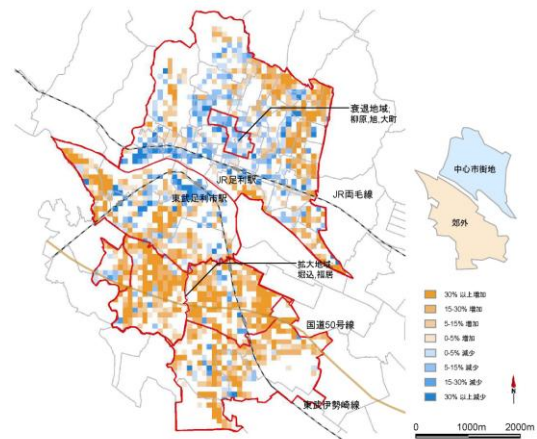 衰退地域;
柳原,旭,大町
JR足利駅
JR両毛線
東武足利市駅
中心市街地
郊外
拡大地域
堀込,福居
国道50号線
東武伊勢崎線
30% 以上増加
15-30% 増加
5-15% 増加
0-5% 増加
0-5% 減少
5-15% 減少
15-30% 減少
30% 以上減少
N
0 1000m 2000m